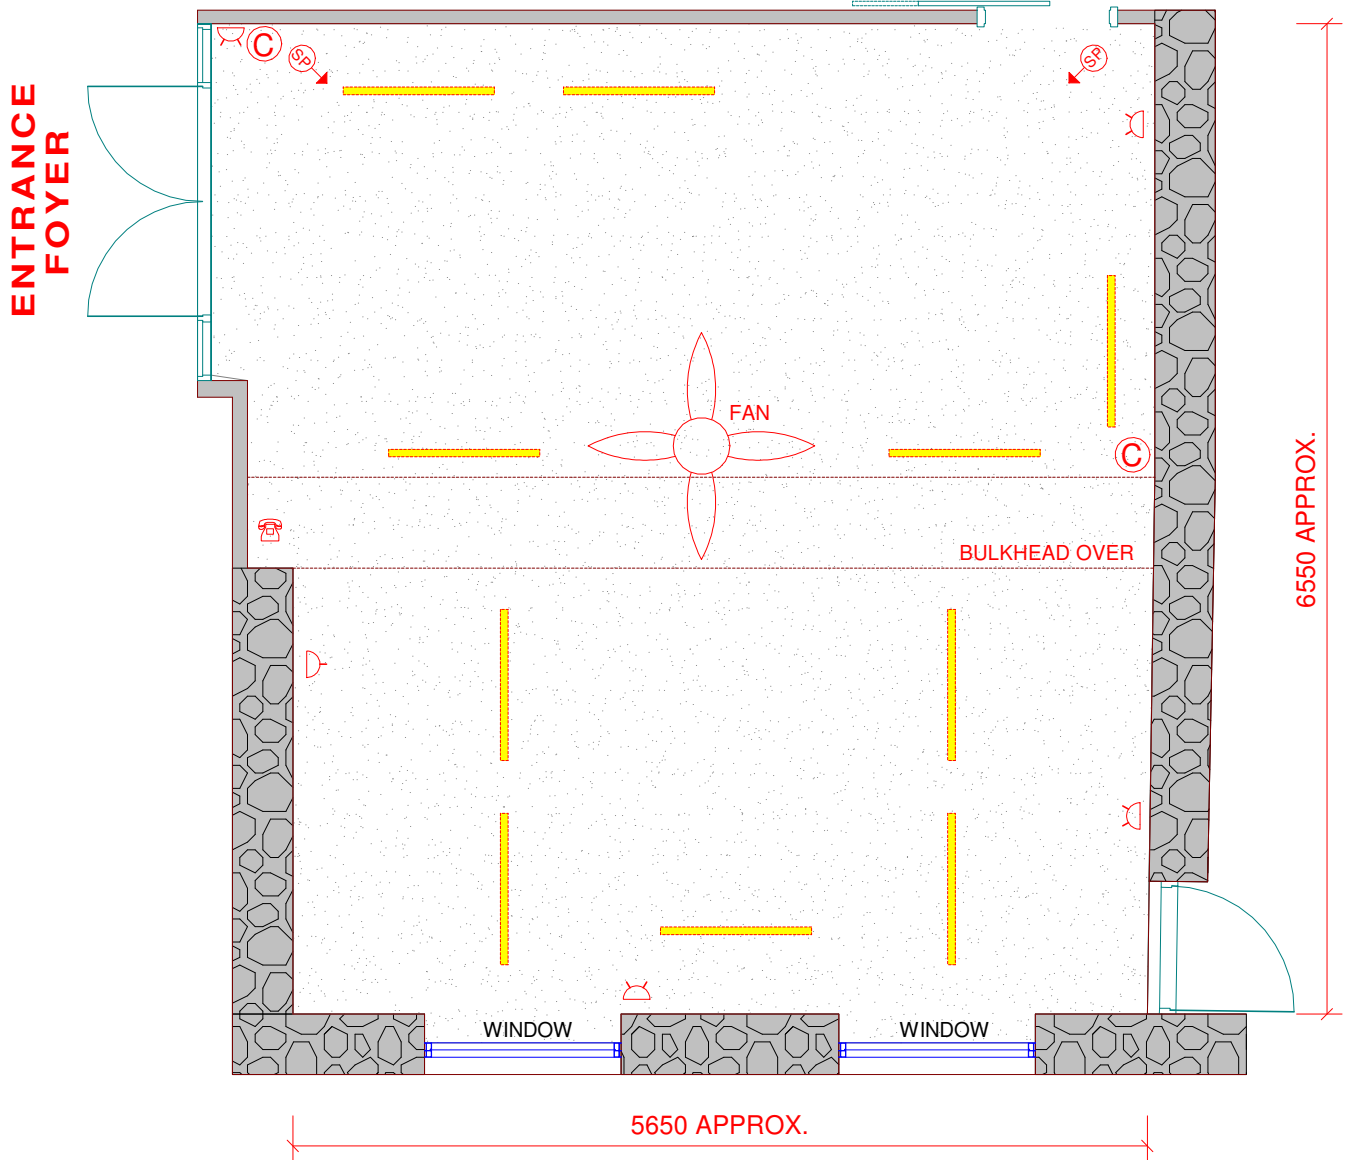 ENTRANCE
FOYER
C
SP
SP
FAN
C
BULKHEAD OVER
6550 APPROX.
WINDOW
WINDOW
5650 APPROX.